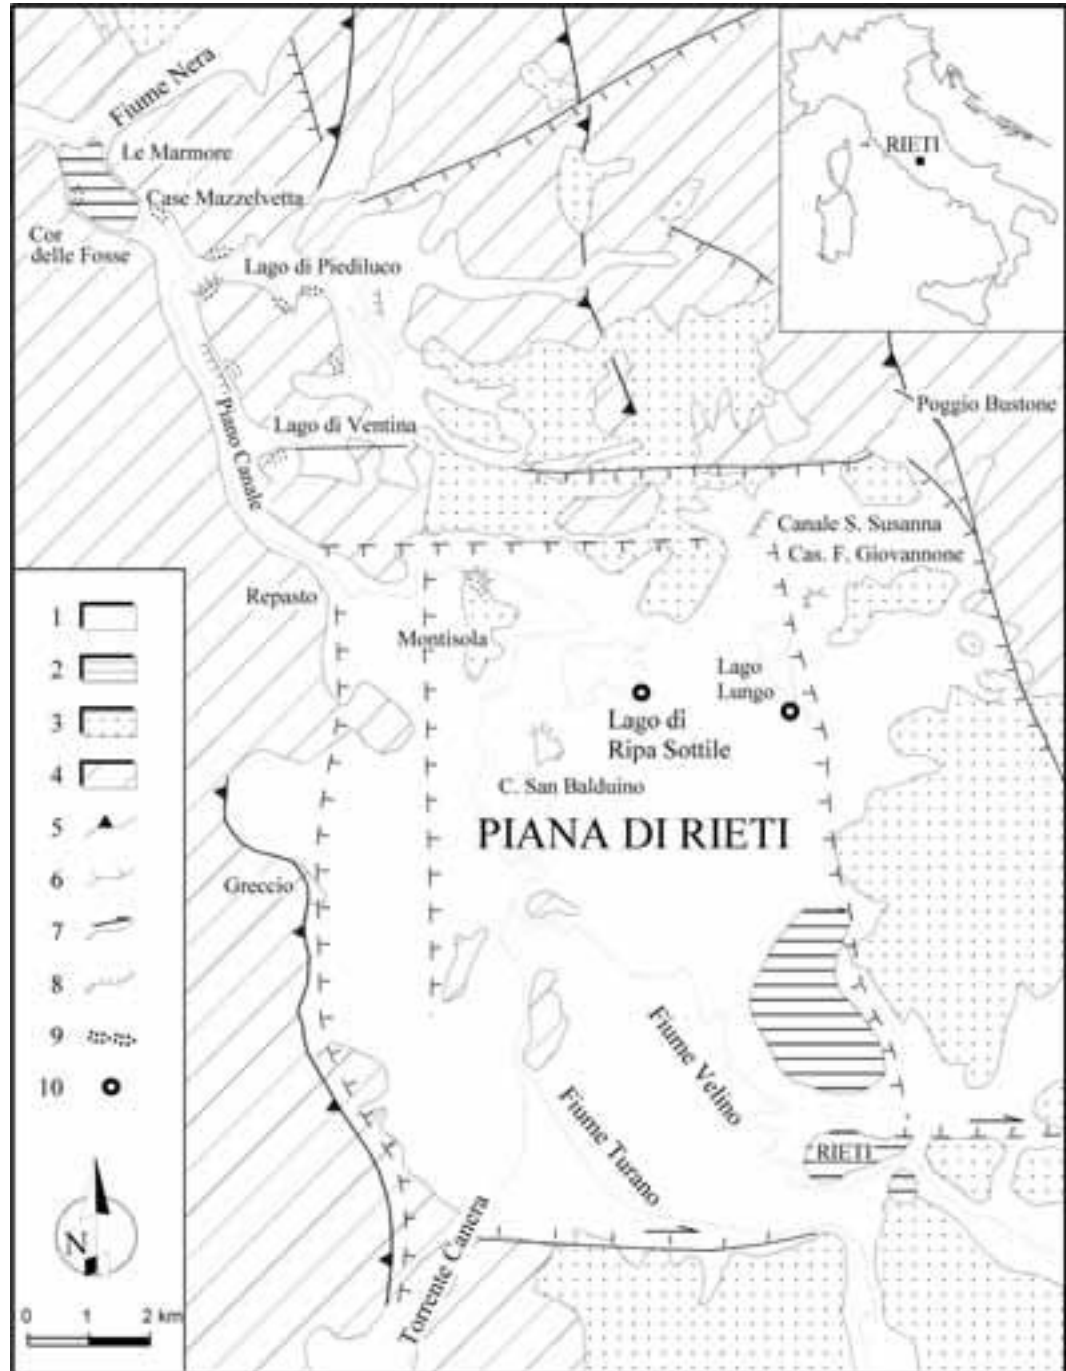 Fiume Nera
Le Marmore
Case Mazzelvetta
Cor
delle Fosse
Lago di Piediluco
RIETI
Piano Canale
Lago di Ventina
Poggio Bustone
Canale S. Susanna
Cas. F. Giovannone
Repasto
Montisola
Lago
Lungo
Lago di
Ripa Sottile
C. San Balduino
PIANA DI RIETI
Greccio
Fiume Velino
Fiume Turano
RIETI
Torrente Canera
1
2
3
4
5
6
7
8
9
10
N
0 1 2 km